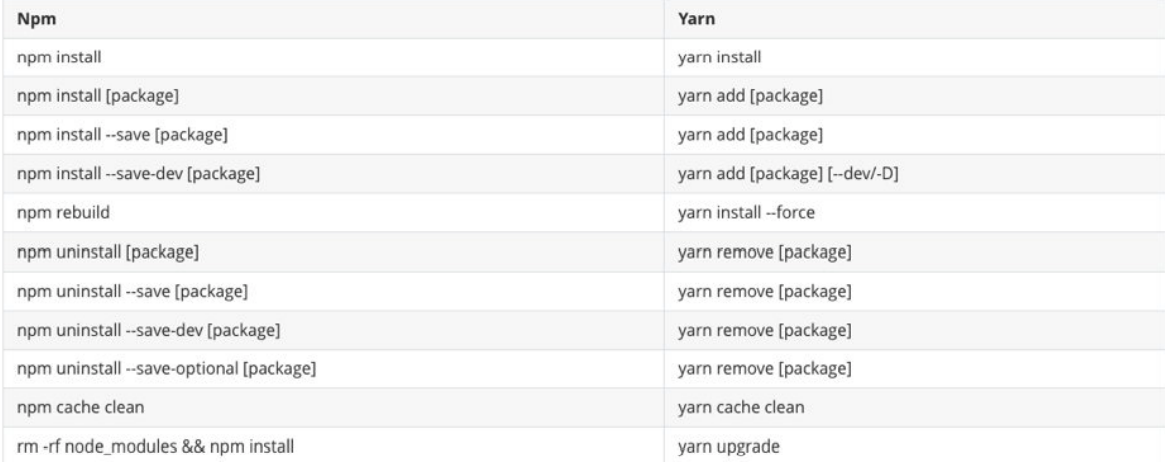 Npm Yarn
npm install yarn install
npm install [package] yarn add [package]
npm install --save [package] yarn add [package]
npm install --save-dev [package] yarn add [package] [--dev/-D]
npm rebuild yarn install --force
npm uninstall [package] yarn remove [package]
npm uninstall --save [package] yarn remove [package]
npm uninstall --save-dev [package] yarn remove [package]
npm uninstall --save-optional [package] yarn remove [package]
npm cache clean yarn cache clean
rm -rf node_modules && npm install yarn upgrade